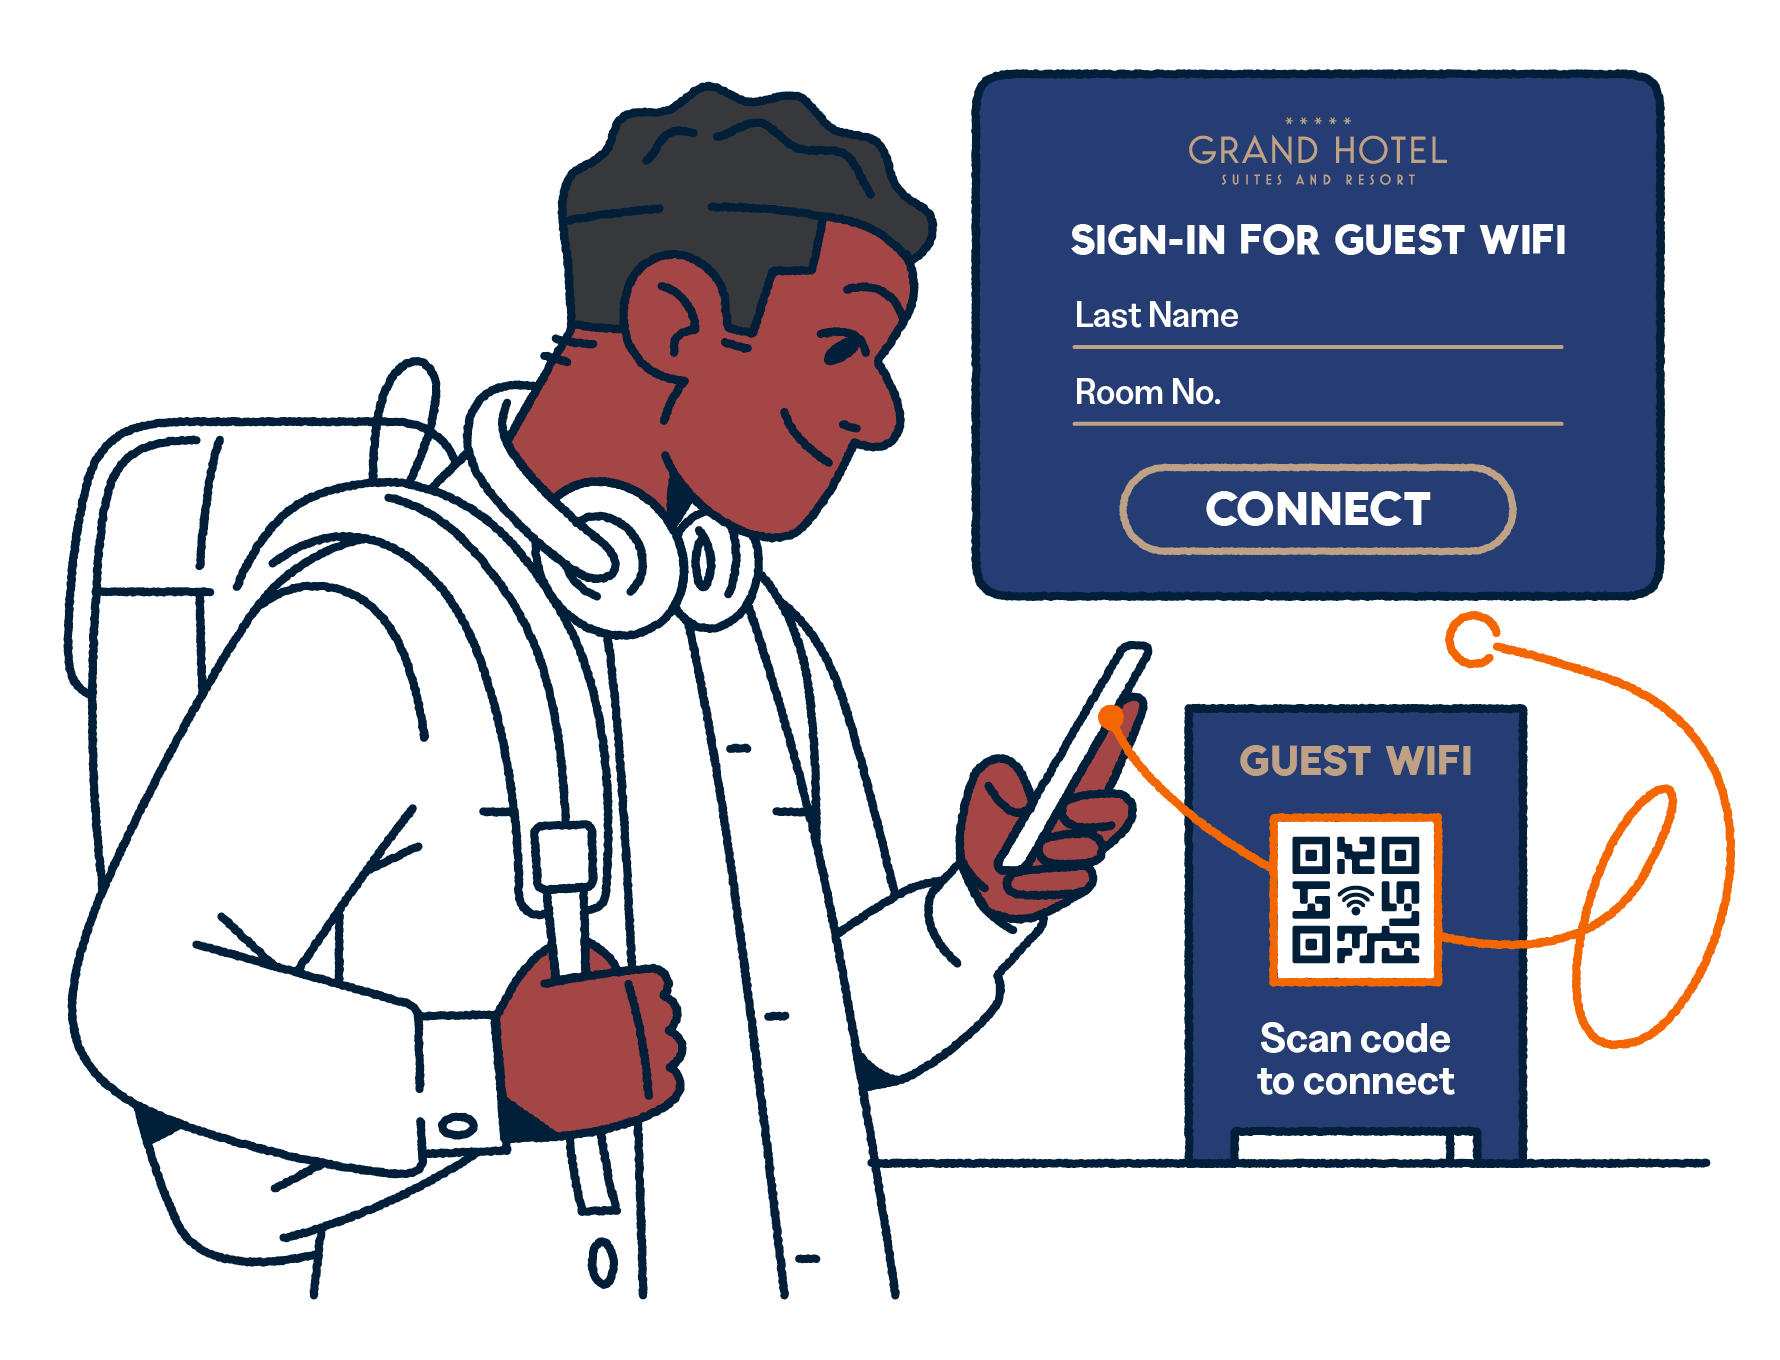 *****
GRAND HOTEL
SUITES AND RESORT
SIGN-IN FOR GUEST WIFI
Last Name
Room No.
CONNECT
GUEST WIFI
Scan code
to connect